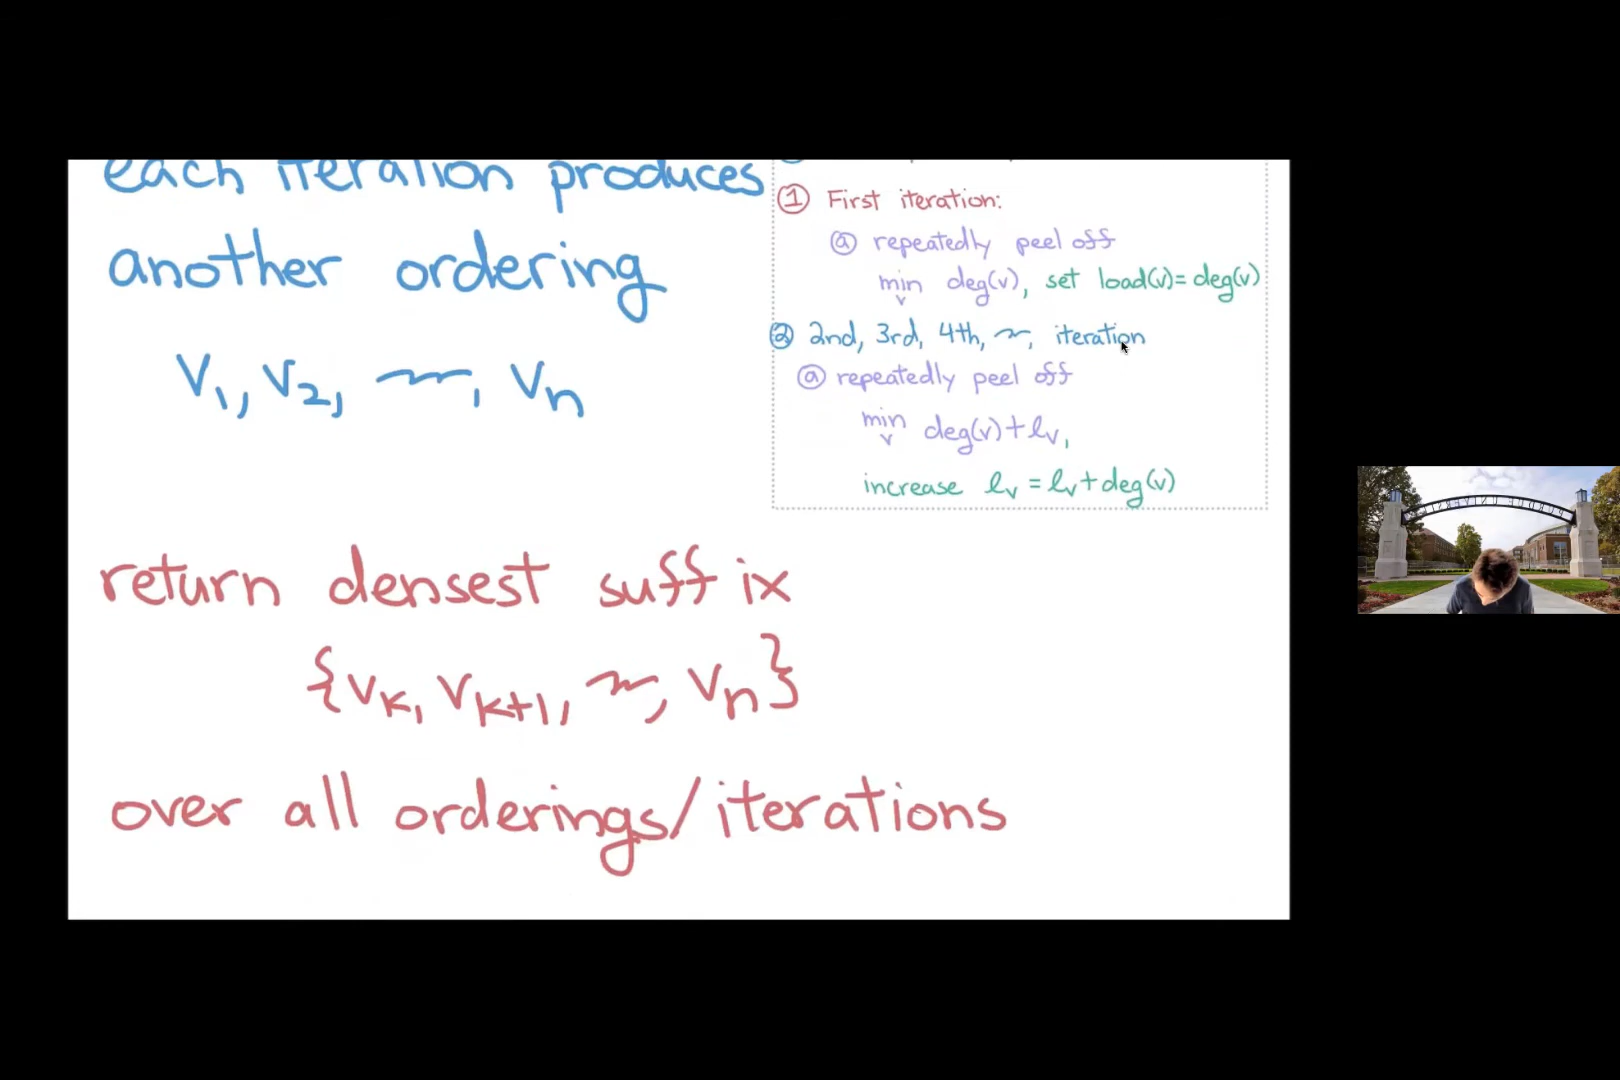 each iteration produces
another ordering
v₁, v₂, ~, vₙ
return densest suffix
{vₖ, vₖ₊₁, ~, vₙ}
over all orderings/iterations
① First iteration:
ⓐ repeatedly peel off
min deg(v), set load(v)= deg(v)
v
② 2nd, 3rd, 4th, ~, iteration
ⓐ repeatedly peel off
min deg(v)+ℓᵥ,
v
increase ℓᵥ = ℓᵥ+deg(v)